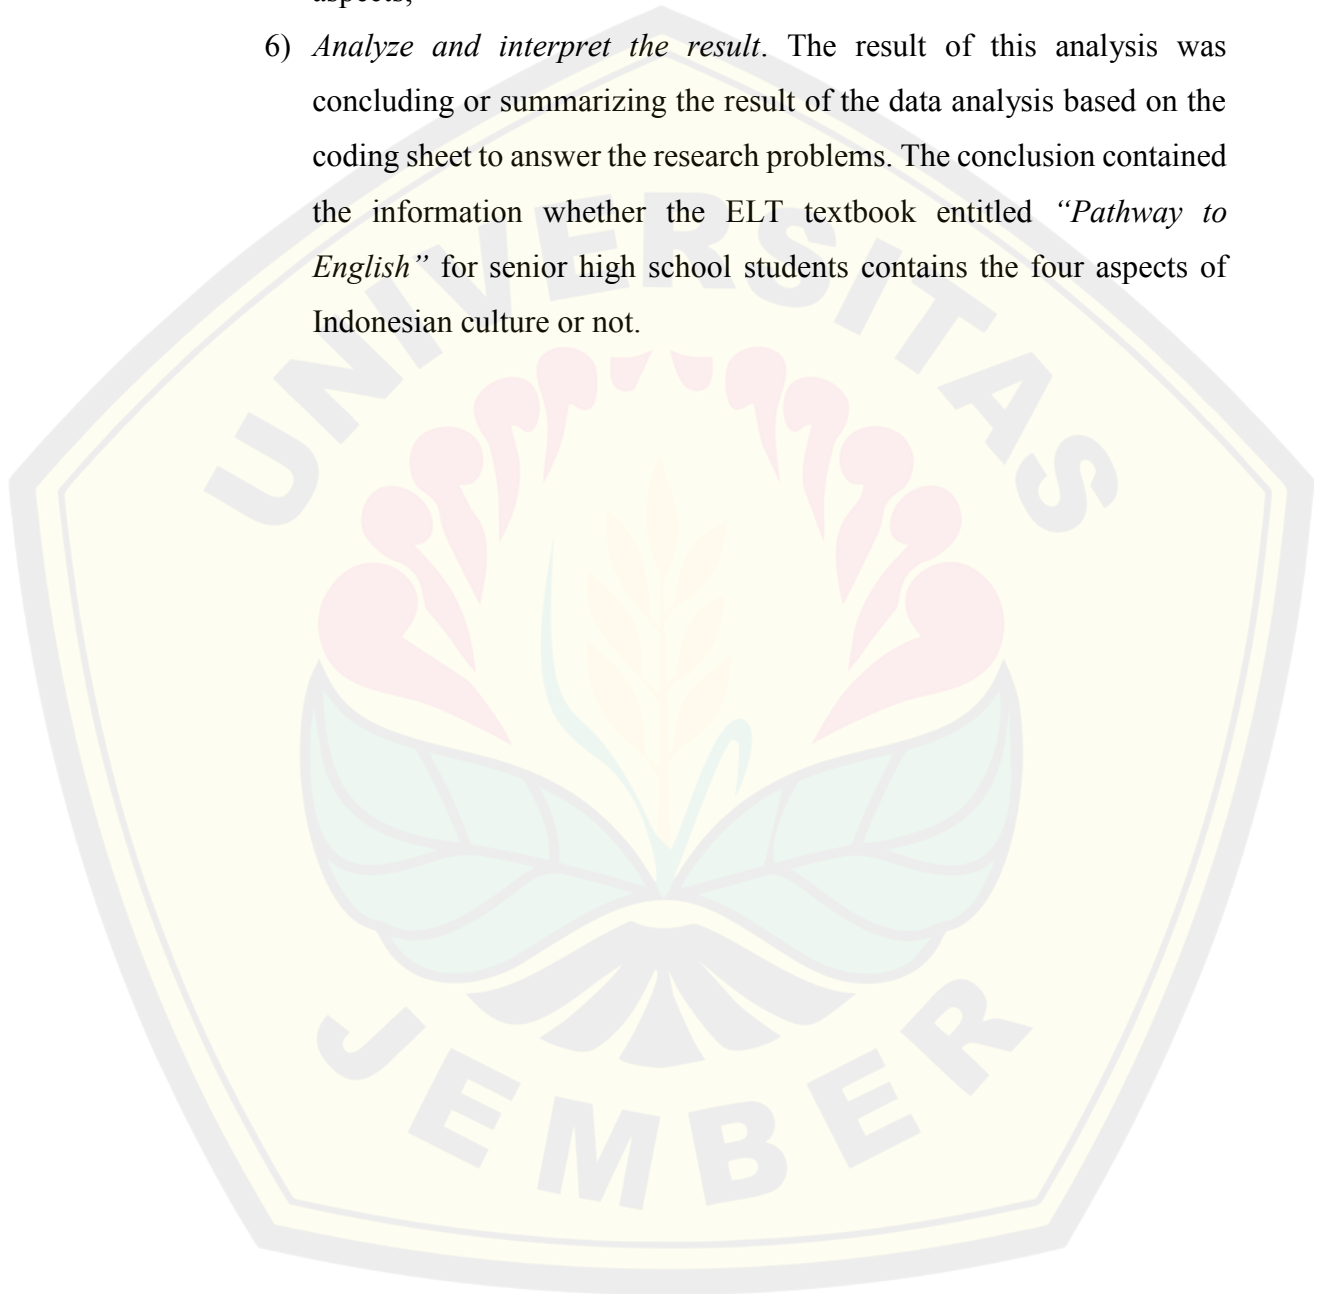 aspects;
6) Analyze and interpret the result. The result of this analysis was
concluding or summarizing the result of the data analysis based on the
coding sheet to answer the research problems. The conclusion contained
the information whether the ELT textbook entitled “Pathway to
English” for senior high school students contains the four aspects of
Indonesian culture or not.
UNIVERSITAS
JEMBER